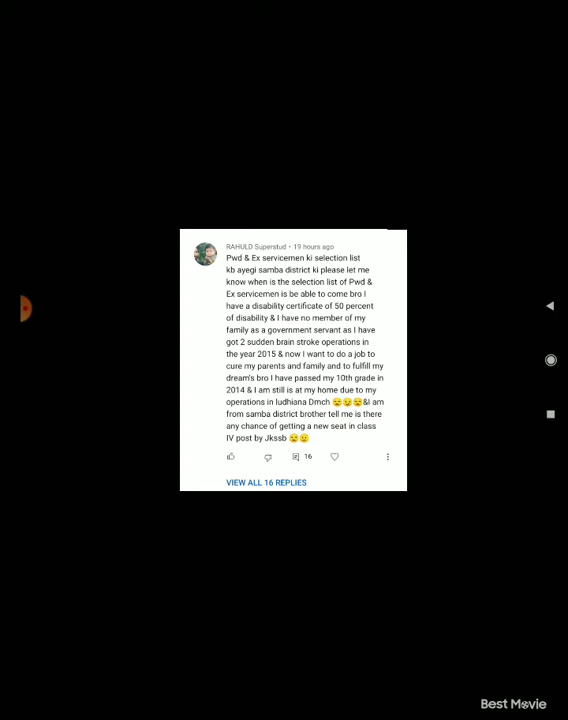 RAHULD Superstud • 19 hours ago
Pwd & Ex servicemen ki selection list
kb ayegi samba district ki please let me
know when is the selection list of Pwd &
Ex servicemen is be able to come bro I
have a disability certificate of 50 percent
of disability & I have no member of my
family as a government servant as I have
got 2 sudden brain stroke operations in
the year 2015 & now I want to do a job to
cure my parents and family and to fulfill my
dream's bro I have passed my 10th grade in
2014 & I am still is at my home due to my
operations in ludhiana Dmch 😪😪😪&I am
from samba district brother tell me is there
any chance of getting a new seat in class
IV post by Jkssb 😪🙂
16
VIEW ALL 16 REPLIES
Best Movie